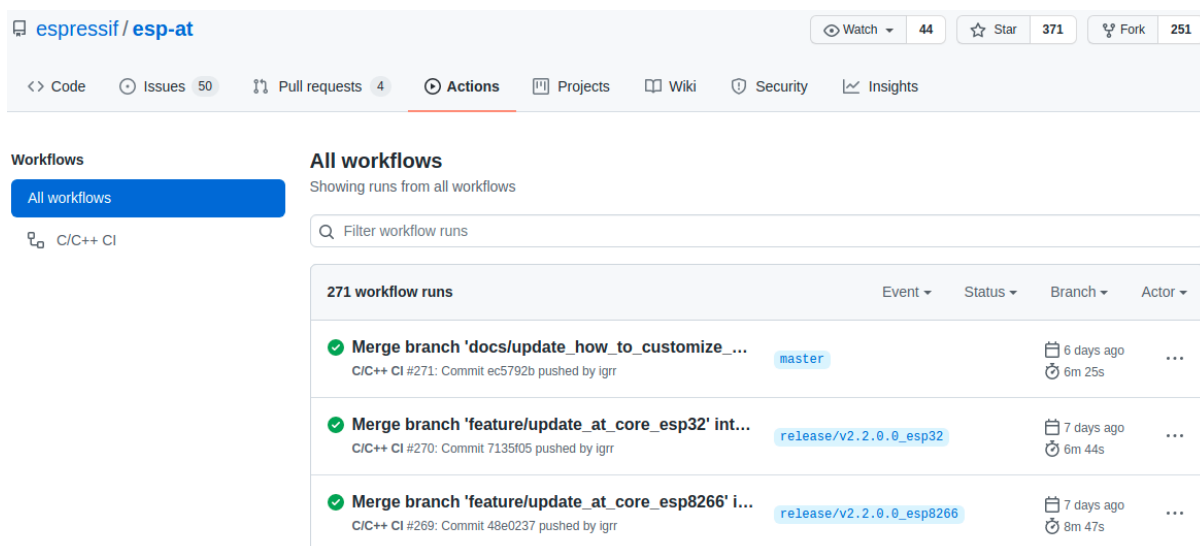 espressif / esp-at
Watch 44 Star 371 Fork 251
Code Issues 50 Pull requests 4 Actions Projects Wiki Security Insights
Workflows
All workflows
C/C++ CI
All workflows
Showing runs from all workflows
Filter workflow runs
271 workflow runs Event Status Branch Actor
Merge branch 'docs/update_how_to_customize_...
master
6 days ago
C/C++ CI #271: Commit ec5792b pushed by igrr
6m 25s
Merge branch 'feature/update_at_core_esp32' int...
release/v2.2.0.0_esp32
7 days ago
C/C++ CI #270: Commit 7135f05 pushed by igrr
6m 44s
Merge branch 'feature/update_at_core_esp8266' i...
release/v2.2.0.0_esp8266
7 days ago
C/C++ CI #269: Commit 48e0237 pushed by igrr
8m 47s